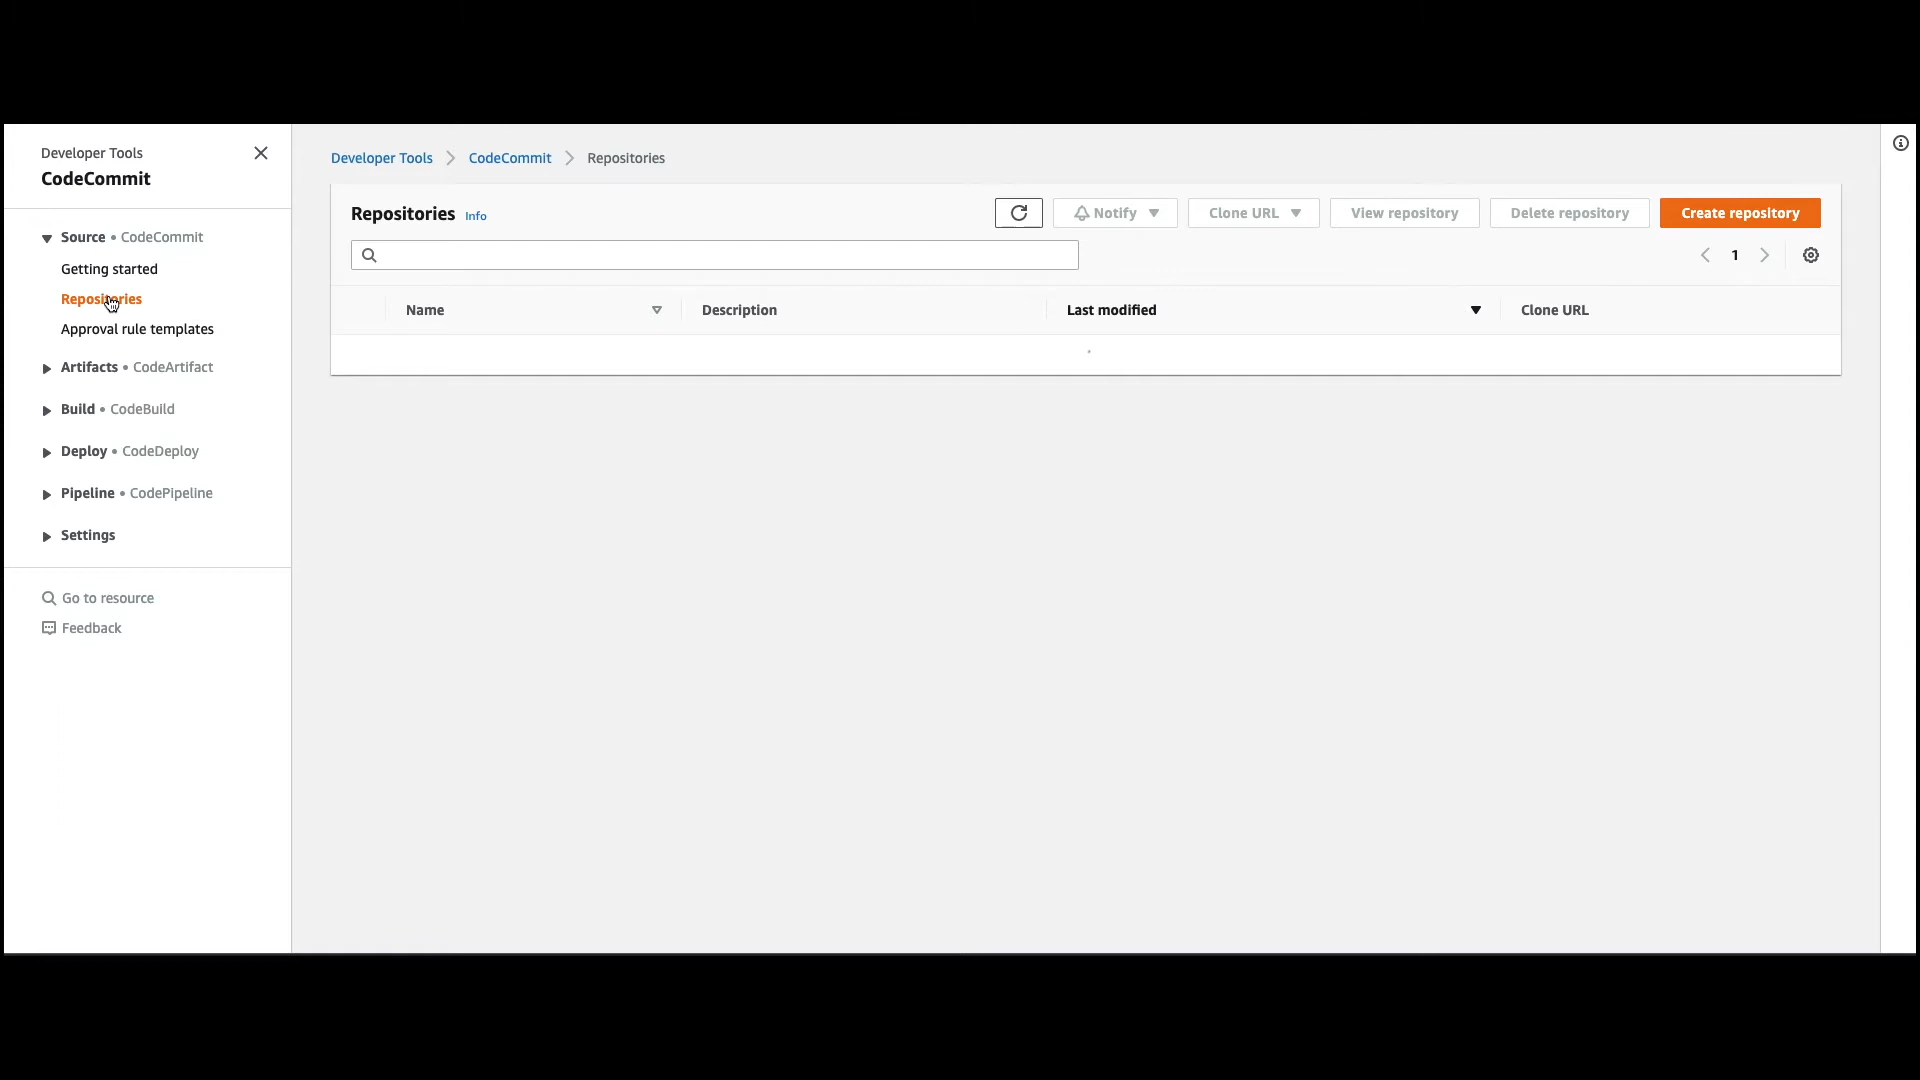 Developer Tools
CodeCommit
Source • CodeCommit
Getting started
Repositories
Approval rule templates
Artifacts • CodeArtifact
Build • CodeBuild
Deploy • CodeDeploy
Pipeline • CodePipeline
Settings
Go to resource
Feedback
Developer Tools > CodeCommit > Repositories
Repositories Info
Notify Clone URL View repository Delete repository Create repository
1
Name Description Last modified Clone URL